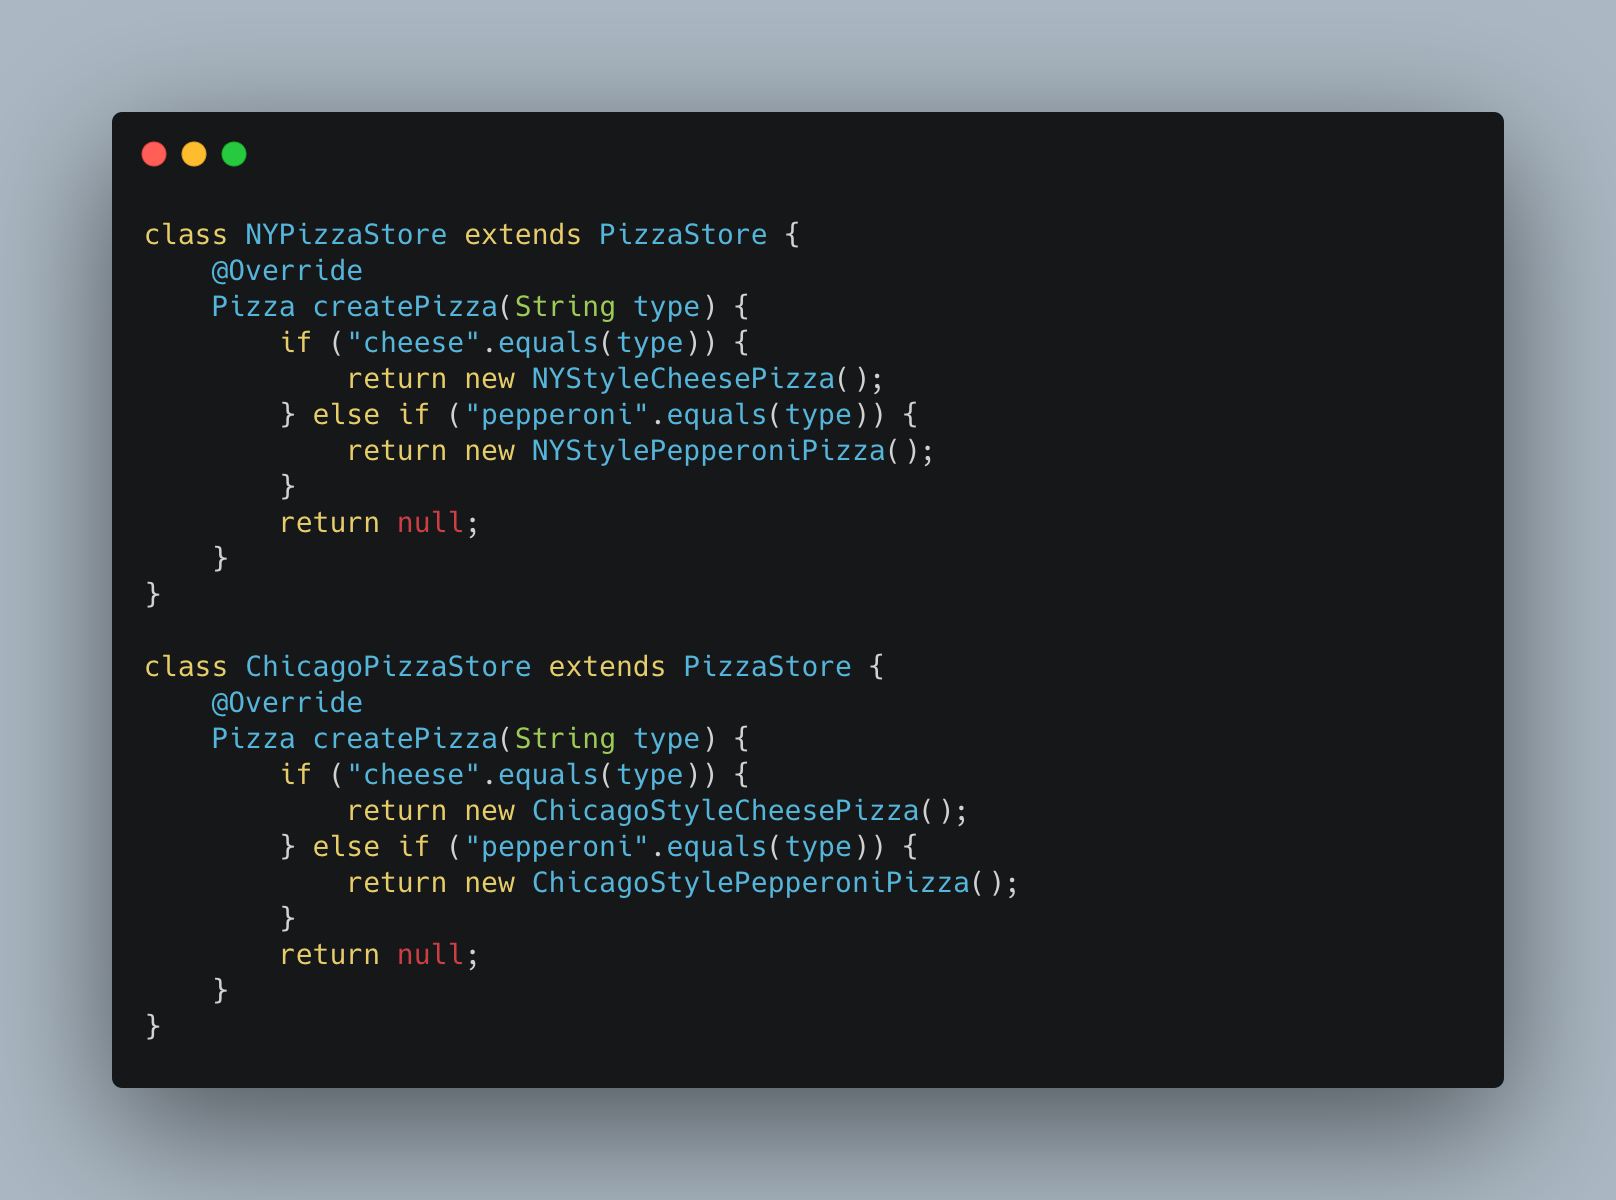 class NYPizzaStore extends PizzaStore {
    @Override
    Pizza createPizza(String type) {
        if ("cheese".equals(type)) {
            return new NYStyleCheesePizza();
        } else if ("pepperoni".equals(type)) {
            return new NYStylePepperoniPizza();
        }
        return null;
    }
}

class ChicagoPizzaStore extends PizzaStore {
    @Override
    Pizza createPizza(String type) {
        if ("cheese".equals(type)) {
            return new ChicagoStyleCheesePizza();
        } else if ("pepperoni".equals(type)) {
            return new ChicagoStylePepperoniPizza();
        }
        return null;
    }
}